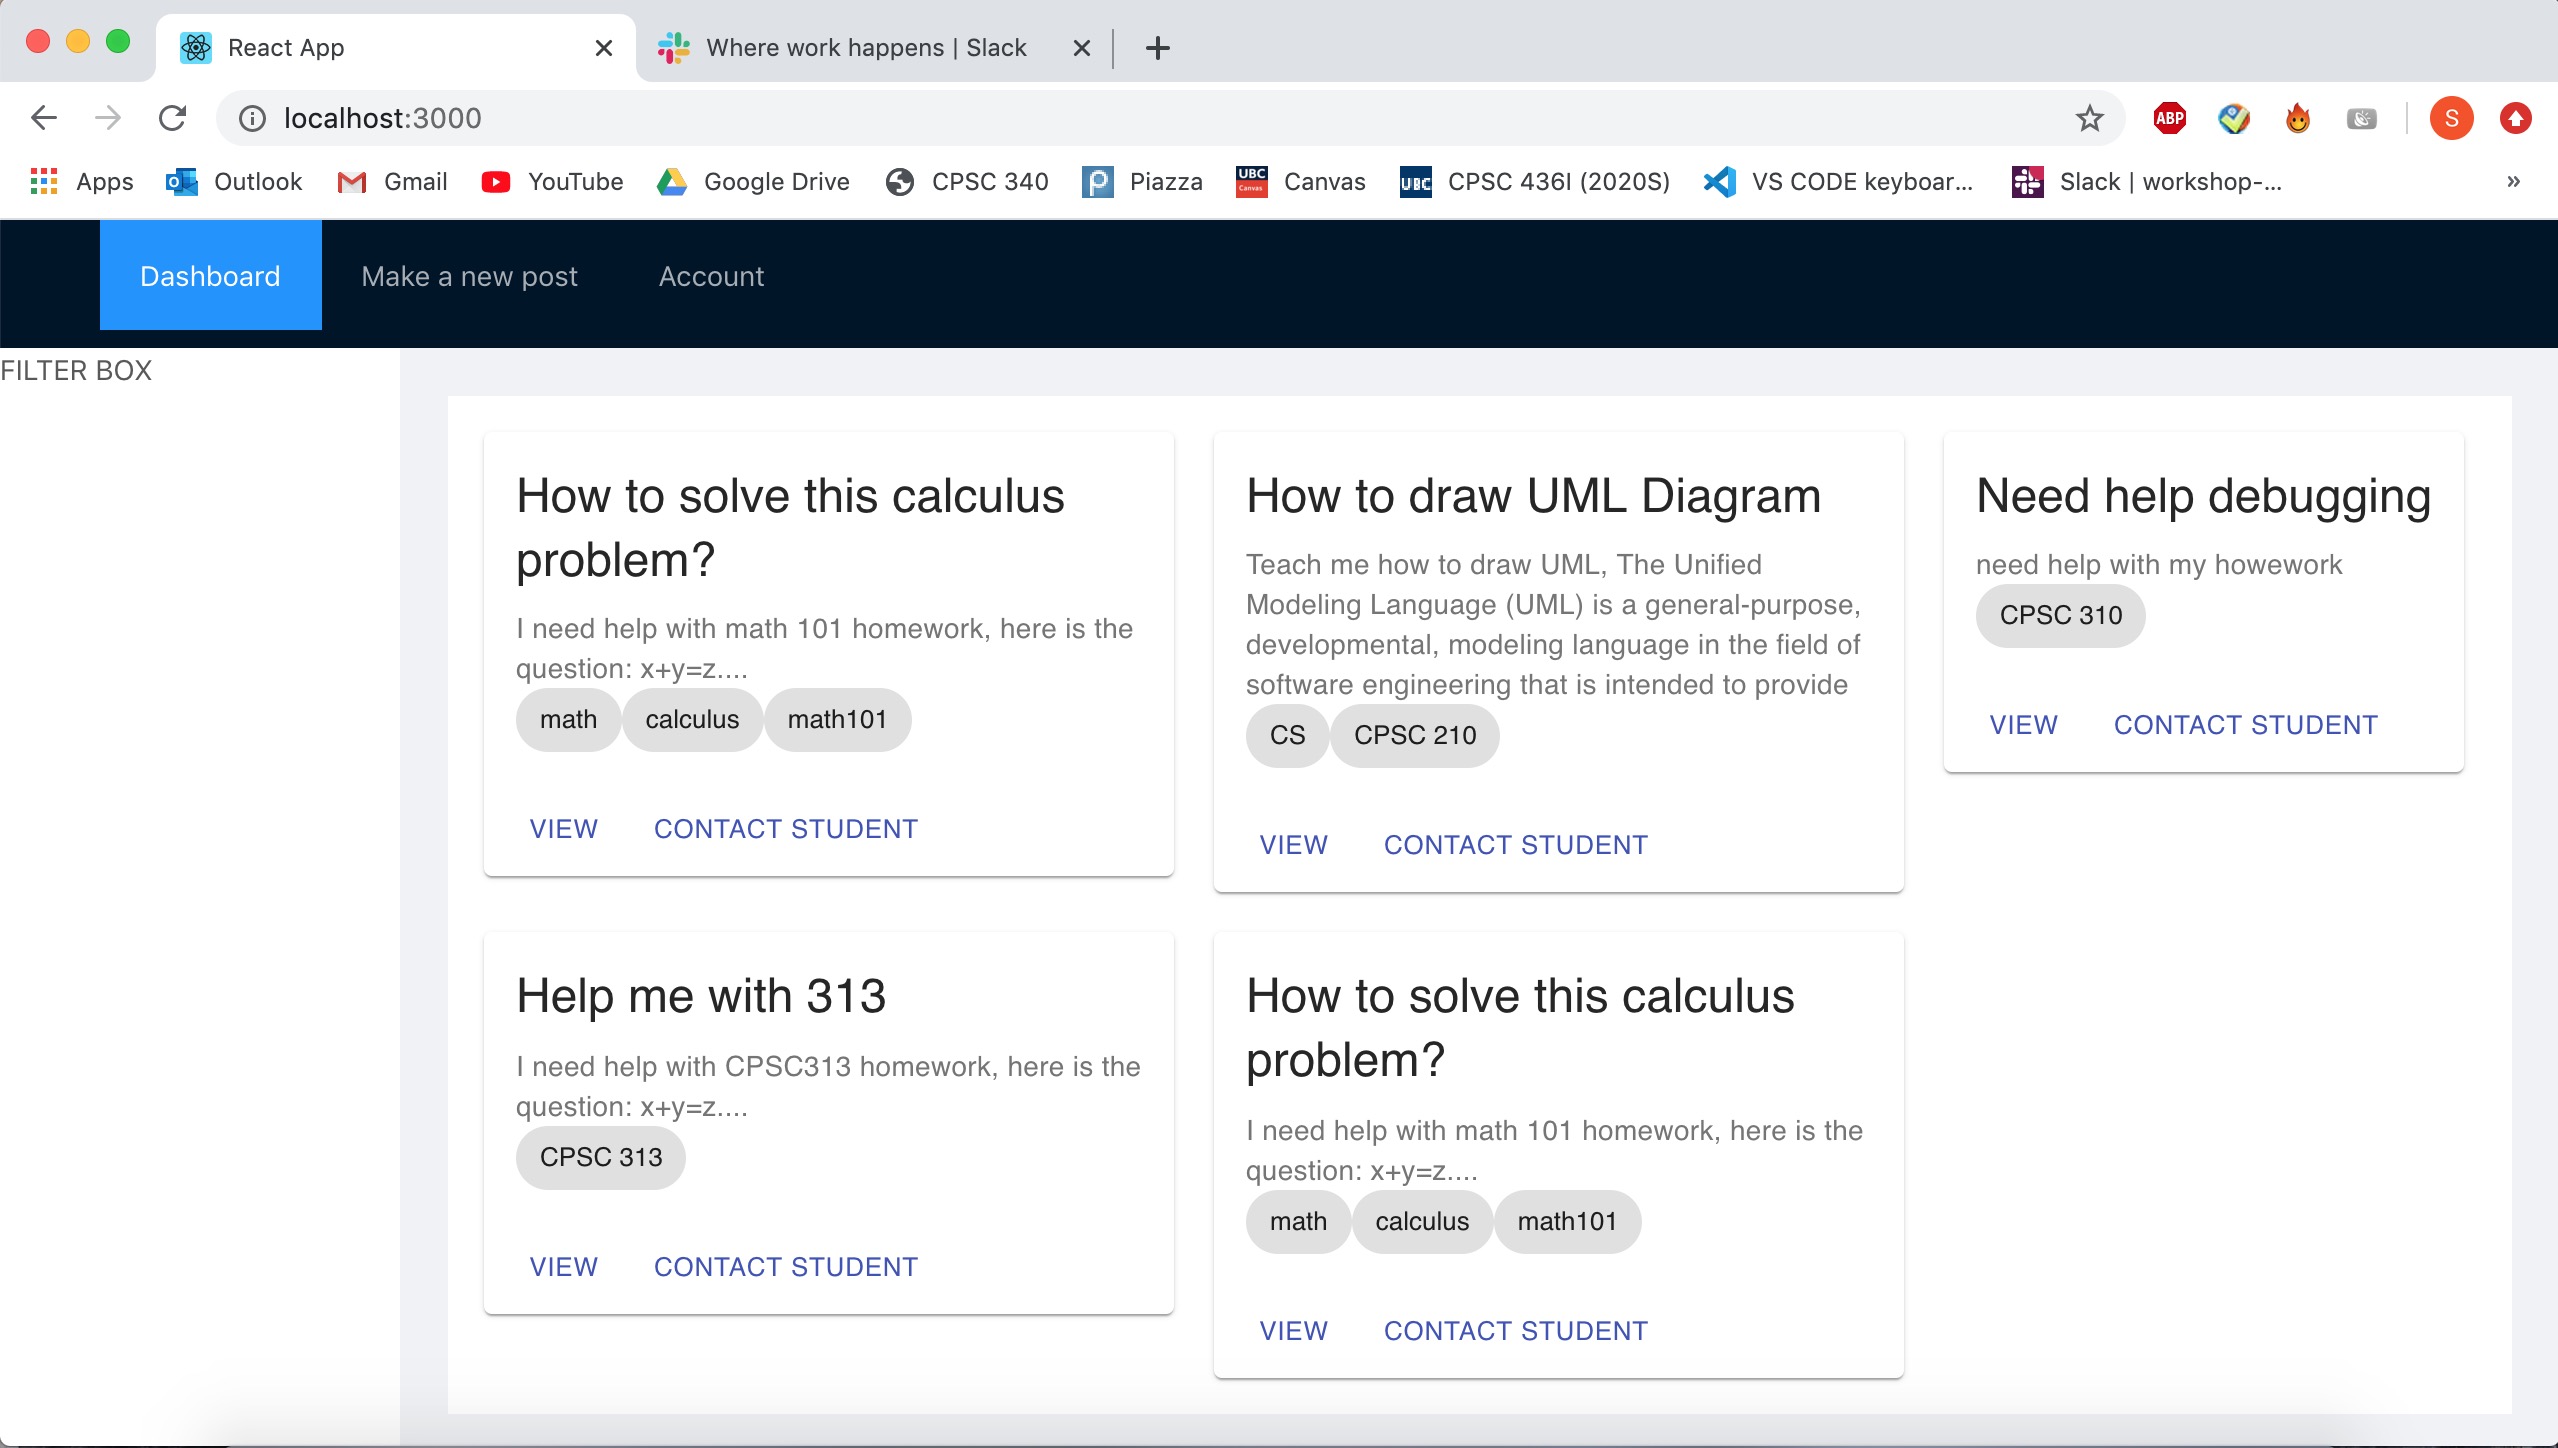 React App
Where work happens | Slack
localhost:3000
ABP
S
Apps
Outlook
Gmail
YouTube
Google Drive
CPSC 340
Piazza
UBC
Canvas
Canvas
UBC
CPSC 436I (2020S)
VS CODE keyboar...
Slack | workshop-...
»
Dashboard
Make a new post
Account
FILTER BOX
How to solve this calculus
problem?
I need help with math 101 homework, here is the
question: x+y=z....
math calculus math101
VIEW CONTACT STUDENT
How to draw UML Diagram
Teach me how to draw UML, The Unified
Modeling Language (UML) is a general-purpose,
developmental, modeling language in the field of
software engineering that is intended to provide
CS CPSC 210
VIEW CONTACT STUDENT
Need help debugging
need help with my howework
CPSC 310
VIEW CONTACT STUDENT
Help me with 313
I need help with CPSC313 homework, here is the
question: x+y=z....
CPSC 313
VIEW CONTACT STUDENT
How to solve this calculus
problem?
I need help with math 101 homework, here is the
question: x+y=z....
math calculus math101
VIEW CONTACT STUDENT